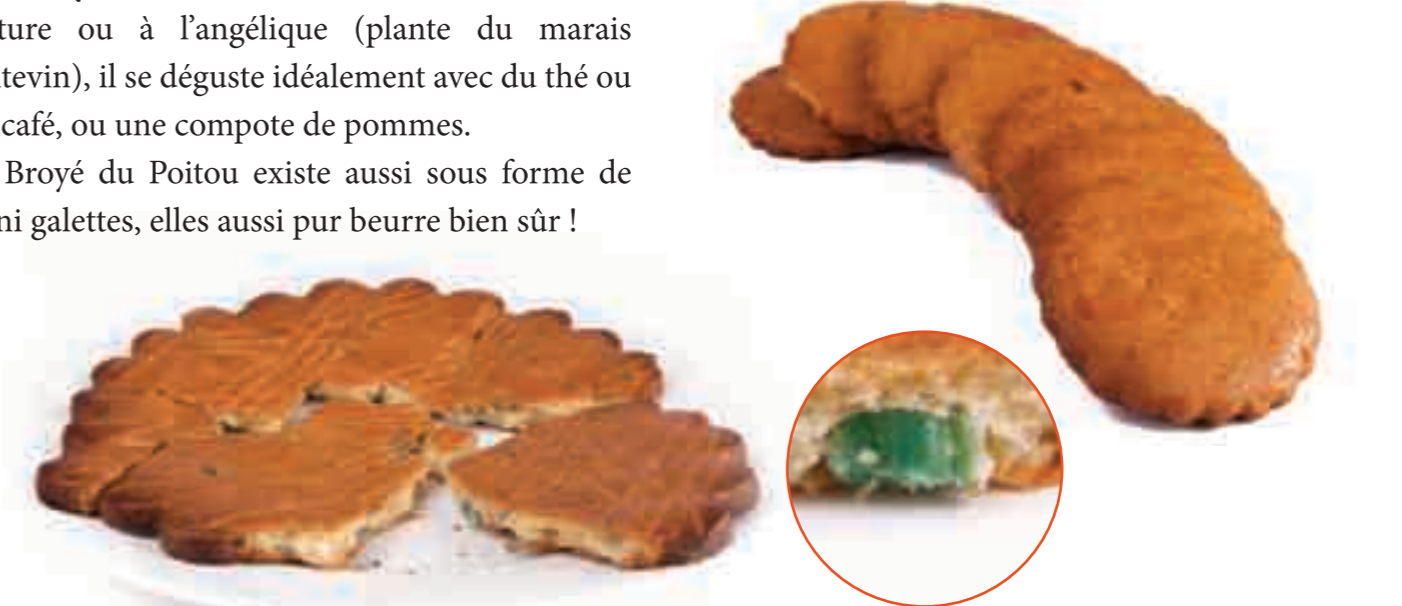 ture ou à l'angélique (plante du marais
tevin), il se déguste idéalement avec du thé ou
café, ou une compote de pommes.
Broyé du Poitou existe aussi sous forme de
ni galettes, elles aussi pur beurre bien sûr !